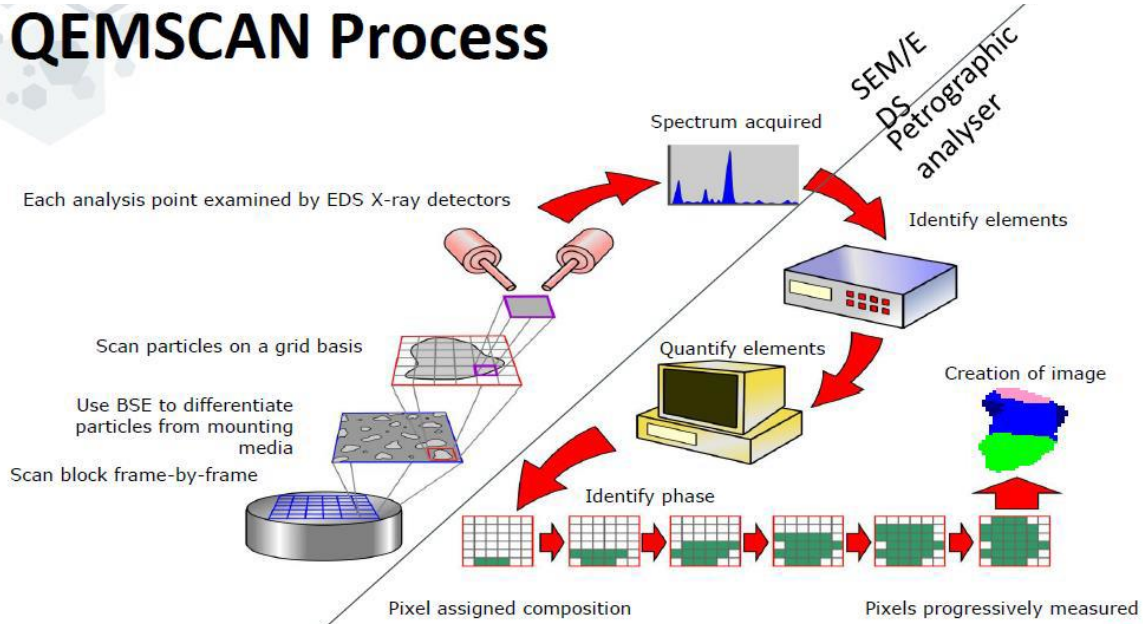 QEMSCAN Process
SEM/E
DS
Petrographic
analyser
Spectrum acquired
Each analysis point examined by EDS X-ray detectors
Identify elements
Scan particles on a grid basis
Quantify elements
Creation of image
Use BSE to differentiate
particles from mounting
media
Scan block frame-by-frame
Identify phase
Pixel assigned composition
Pixels progressively measured